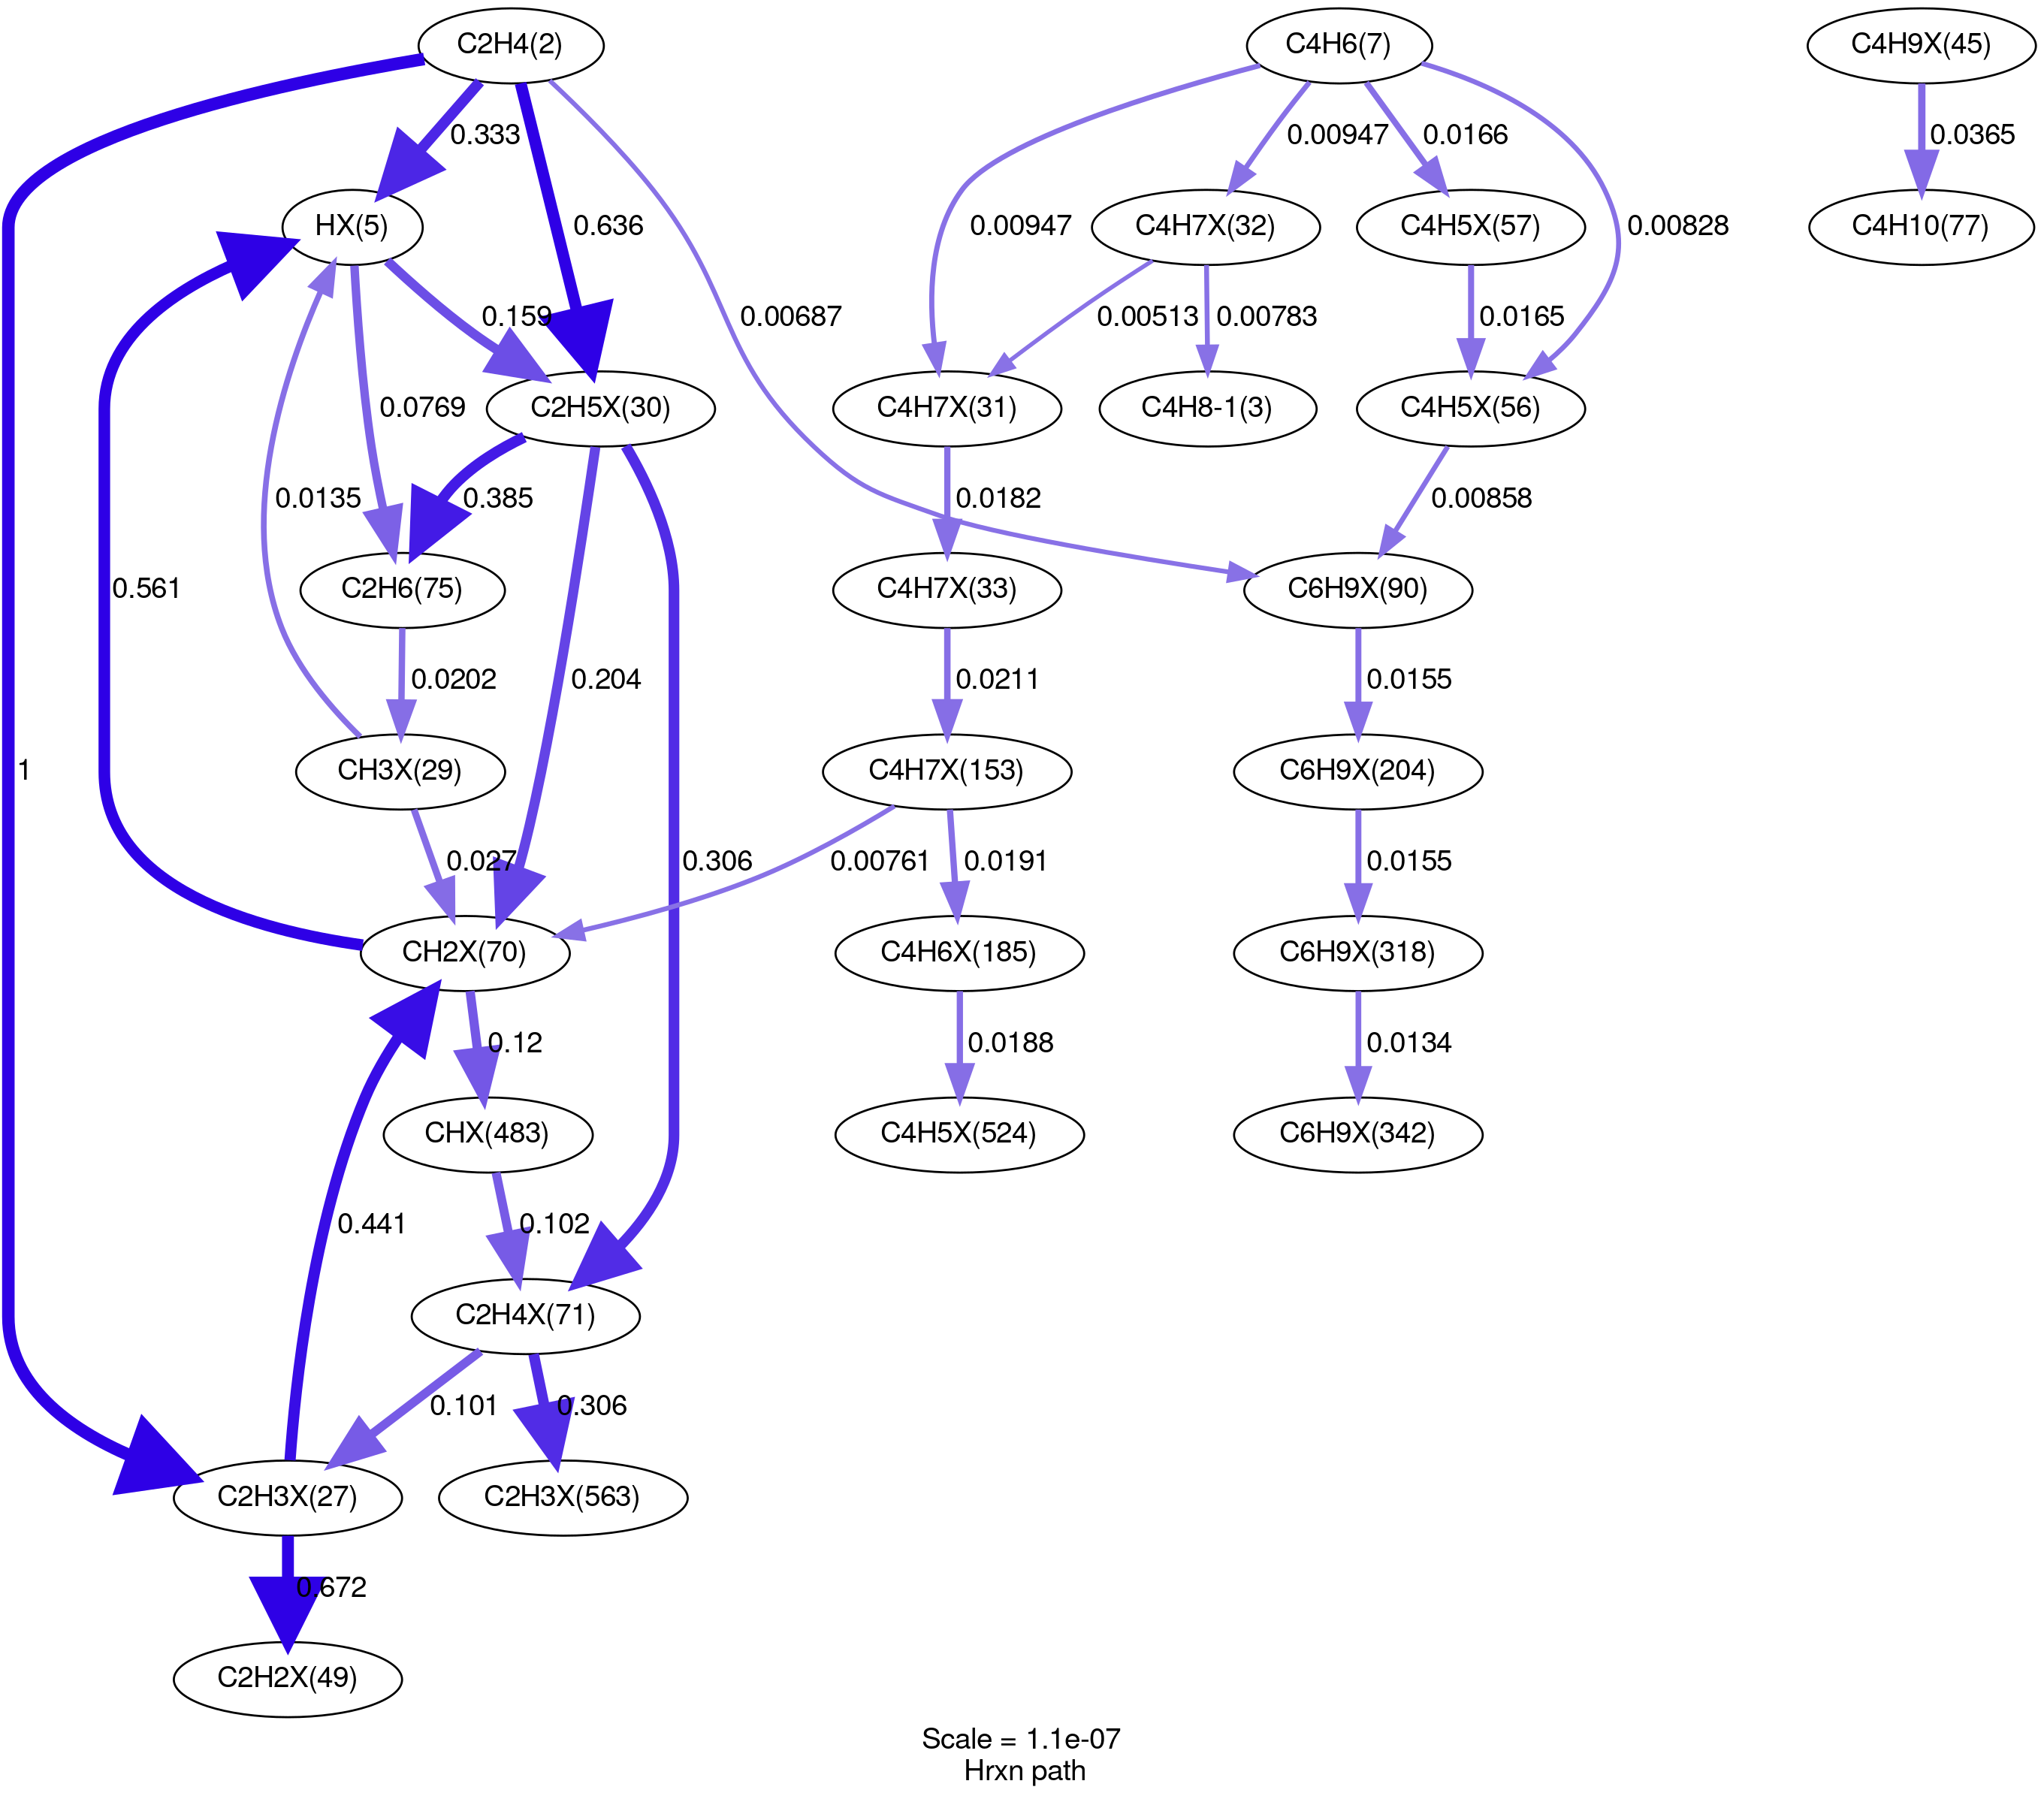 C2H4(2)
C4H6(7)
C4H9X(45)
0.333
0.00947
0.0166
0.0365
HX(5)
C4H7X(32)
C4H5X(57)
C4H10(77)
0.636
0.00947
0.00828
0.159
0.00687
0.00513
0.00783
0.0165
C2H5X(30)
C4H7X(31)
C4H8-1(3)
C4H5X(56)
0.0769
0.0135
0.385
0.0182
0.00858
0.561
C2H6(75)
C4H7X(33)
C6H9X(90)
0.0202
0.204
0.0211
0.0155
1
CH3X(29)
C4H7X(153)
C6H9X(204)
0.027
0.306
0.00761
0.0191
0.0155
CH2X(70)
C4H6X(185)
C6H9X(318)
0.12
0.0188
0.0134
CHX(483)
C4H5X(524)
C6H9X(342)
0.441
0.102
C2H4X(71)
0.101
0.306
C2H3X(27)
C2H3X(563)
0.672
C2H2X(49)
Scale = 1.1e-07
Hrxn path